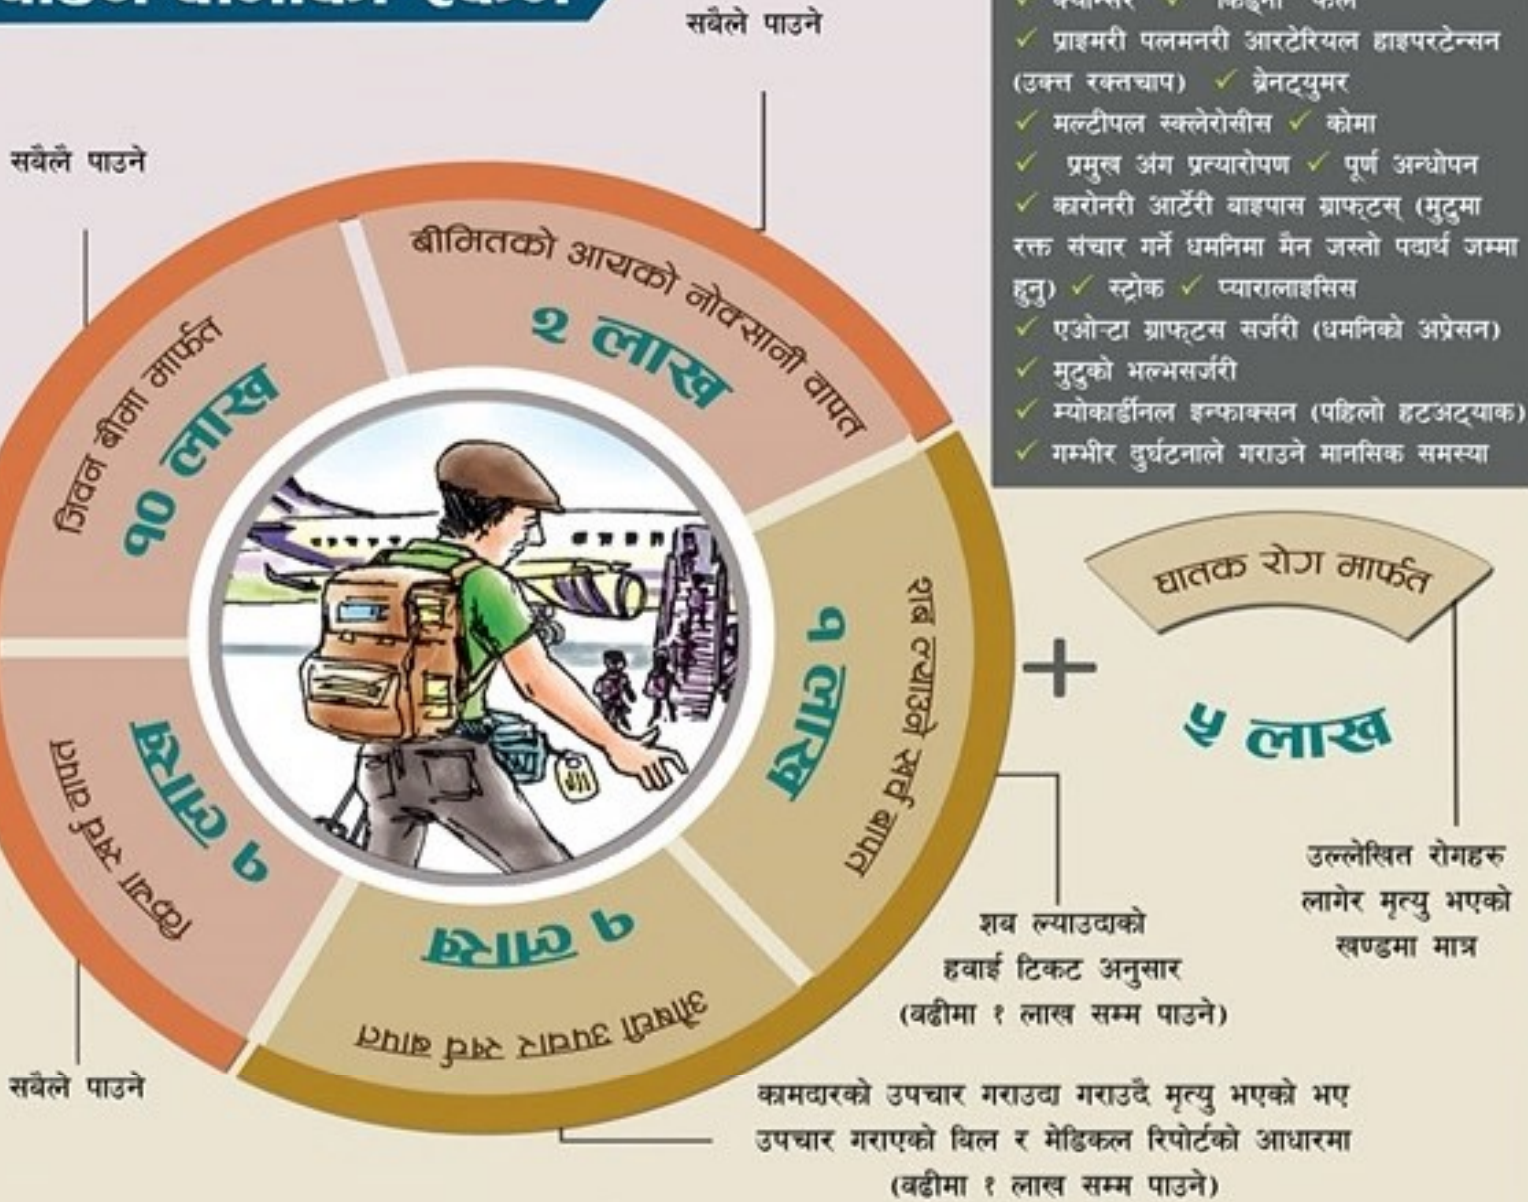 सबैले पाउने
सबैले पाउने
बीमितको आयको नोक्सानी वापत
२ लाख
जिवन बीमा मार्फत
१० लाख
शव ल्याउने खर्च बापत
१ लाख
औषधी उपचार खर्च बापत
१ लाख
किरिया खर्च वापत
१ लाख
सबैले पाउने
✓ प्राइमरी पलमनरी आरटेरियल हाइपरटेन्सन
(उक्त रक्तचाप) ✓ ब्रेनट्युमर
✓ मल्टीपल स्क्लेरोसीस ✓ कोमा
✓ प्रमुख अंग प्रत्यारोपण ✓ पूर्ण अन्धोपन
✓ कारोनरी आर्टेरी बाइपास ग्राफ्टस् (मुटुमा
रक्त संचार गर्ने धमनिमा मैन जस्तो पदार्थ जम्मा
हुनु) ✓ स्ट्रोक ✓ प्यारालाइसिस
✓ एओन्टा ग्राफ्टस सर्जरी (धमनिको अप्रेसन)
✓ मुटुको भल्भसर्जरी
✓ म्योकार्डीनल इन्फाक्सन (पहिलो हटअट्याक)
✓ गम्भीर दुर्घटनाले गराउने मानसिक समस्या
+
घातक रोग मार्फत
५ लाख
उल्लेखित रोगहरु
लागेर मृत्यु भएको
खण्डमा मात्र
शब ल्याउदाको
हवाई टिकट अनुसार
(बढीमा १ लाख सम्म पाउने)
कामदारको उपचार गराउदा गराउदै मृत्यु भएको भए
उपचार गराएको बिल र मेडिकल रिपोर्टको आधारमा
(बढीमा १ लाख सम्म पाउने)